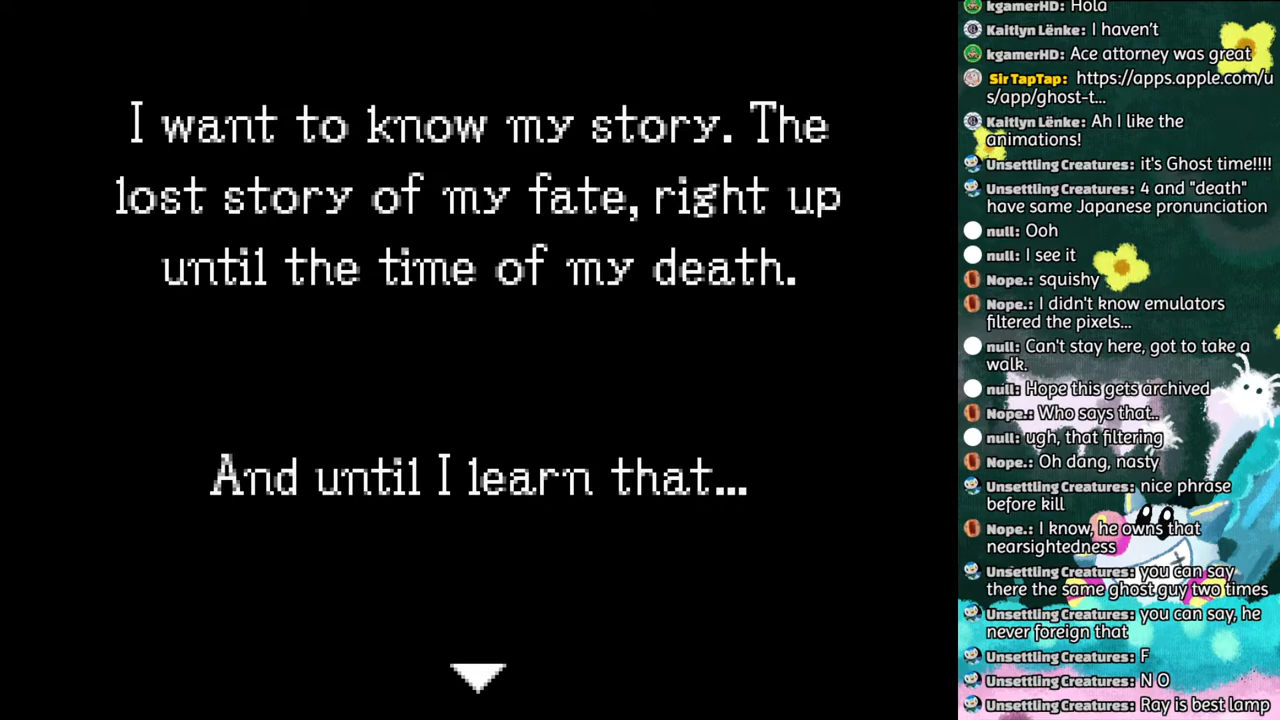 I want to know my story. The
lost story of my fate, right up
until the time of my death.
And until I learn that...
kgamerHD: Hola
Kaitlyn Lënke: I haven't
kgamerHD: Ace attorney was great
Sir TapTap: https://apps.apple.com/u
s/app/ghost-t...
Kaitlyn Lënke: Ah I like the
animations!
Unsettling Creatures: it's Ghost time!!!!
Unsettling Creatures: 4 and "death"
have same Japanese pronunciation
null: Ooh
null: I see it
Nope.: squishy
Nope.: I didn't know emulators
filtered the pixels...
null: Can't stay here, got to take a
walk.
null: Hope this gets archived
Nope.: Who says that..
null: ugh, that filtering
Nope.: Oh dang, nasty
Unsettling Creatures: nice phrase
before kill
Nope.: I know, he owns that
nearsightedness
Unsettling Creatures: you can say
there the same ghost guy two times
Unsettling Creatures: you can say, he
never foreign that
Unsettling Creatures: F
Unsettling Creatures: N O
Unsettling Creatures: Ray is best lamp